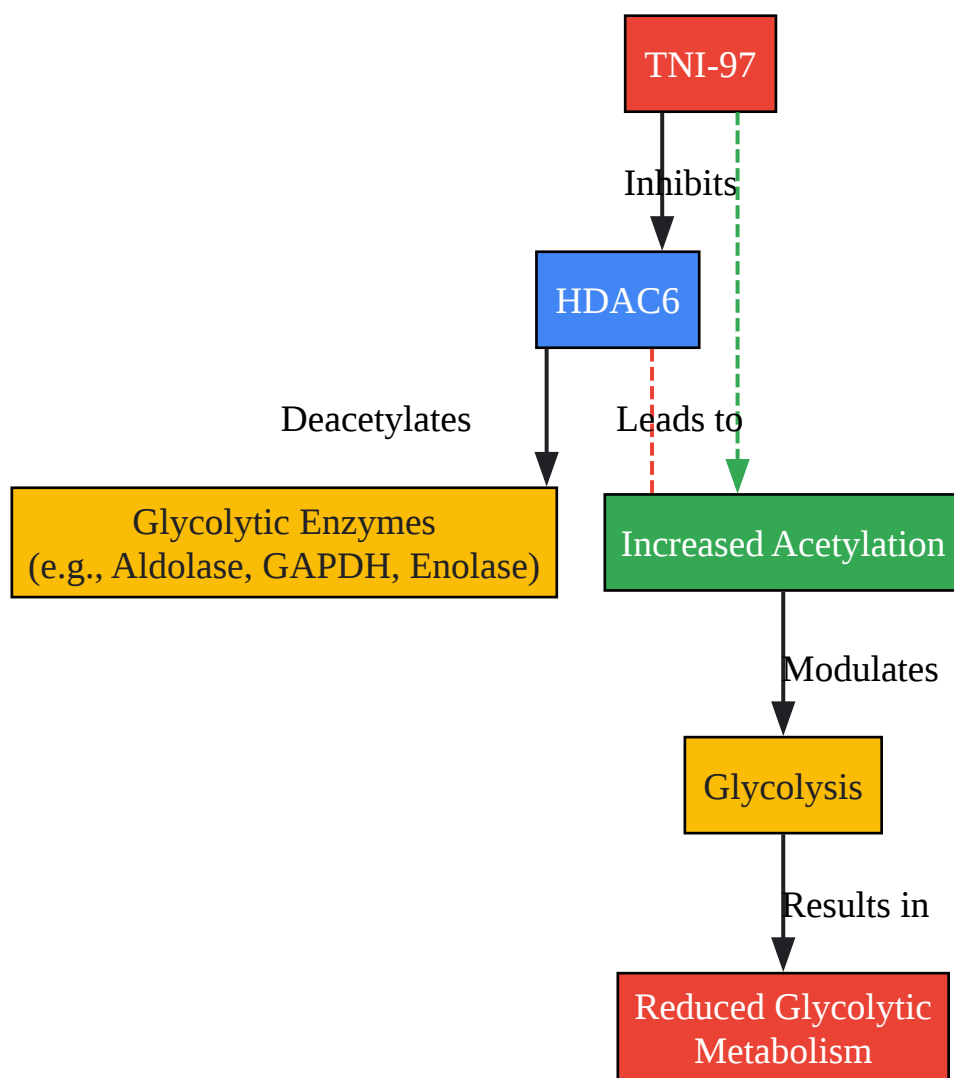 TNI-97
Inhibits
HDAC6
Deacetylates
Leads to
Glycolytic Enzymes
(e.g., Aldolase, GAPDH, Enolase)
Increased Acetylation
Modulates
Glycolysis
Results in
Reduced Glycolytic
Metabolism